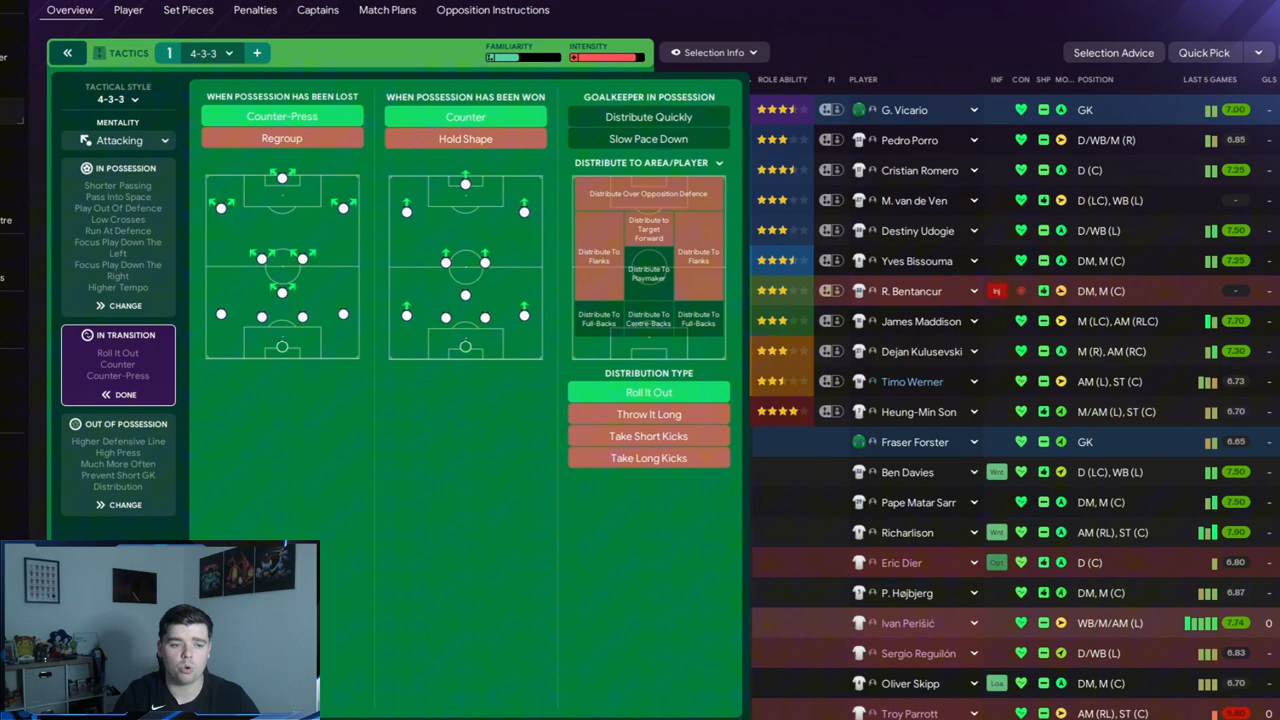 Overview Player Set Pieces Penalties Captains Match Plans Opposition Instructions
TACTICS 1 4-3-3 +
FAMILIARITY
INTENSITY
Selection Info
Selection Advice
Quick Pick
TACTICAL STYLE
4-3-3
MENTALITY
Attacking
IN POSSESSION
Shorter Passing
Pass Into Space
Play Out Of Defence
Low Crosses
Run At Defence
Focus Play Down The
Left
Focus Play Down The
Right
Higher Tempo
CHANGE
IN TRANSITION
Roll It Out
Counter
Counter-Press
DONE
OUT OF POSSESSION
Higher Defensive Line
High Press
Much More Often
Prevent Short GK
Distribution
CHANGE
WHEN POSSESSION HAS BEEN LOST
Counter-Press
Regroup
WHEN POSSESSION HAS BEEN WON
Counter
Hold Shape
GOALKEEPER IN POSSESSION
Distribute Quickly
Slow Pace Down
DISTRIBUTE TO AREA/PLAYER
Distribute Over Opposition Defence
Distribute to
Target
Forward
Distribute To
Flanks
Distribute To
Playmaker
Distribute To
Flanks
Distribute To
Full-Backs
Distribute To
Centre-Backs
Distribute To
Full-Backs
DISTRIBUTION TYPE
Roll It Out
Throw It Long
Take Short Kicks
Take Long Kicks
ROLE ABILITY PI PLAYER INF CON SHP MO... POSITION LAST 5 GAMES GLS
G. Vicario GK 7.00 -
Pedro Porro D/WB/M (R) 6.85 -
Cristian Romero D (C) 7.25 -
M. van de Ven D (LC), WB (L) - -
Destiny Udogie D/WB (L) 7.50 -
Yves Bissouma DM, M (C) 7.25 -
R. Bentancur Inj DM, M (C) - -
James Maddison M (LC), AM (RLC) 7.70 -
Dejan Kulusevski M (R), AM (RC) 7.30 -
Timo Werner AM (RL), ST (C) 6.73 -
Heung-Min Son M/AM (L), ST (C) 6.70 -
Fraser Forster GK 6.65 -
Ben Davies Wnt D (LC), WB (L) 7.50 -
Pape Matar Sarr DM, M (C) 7.50 -
Richarlison Wnt AM (RL), ST (C) 7.90 -
Eric Dier Opt D (C) 6.80 -
P. Højbjerg DM, M (C) 6.87 -
Ivan Perišić WB/M/AM (L) 7.74 0
Sergio Reguilón D/WB (L) 6.83 -
Oliver Skipp Loa DM, M (C) 6.70 -
Troy Parrott AM (RL), ST (C) 5.80 0